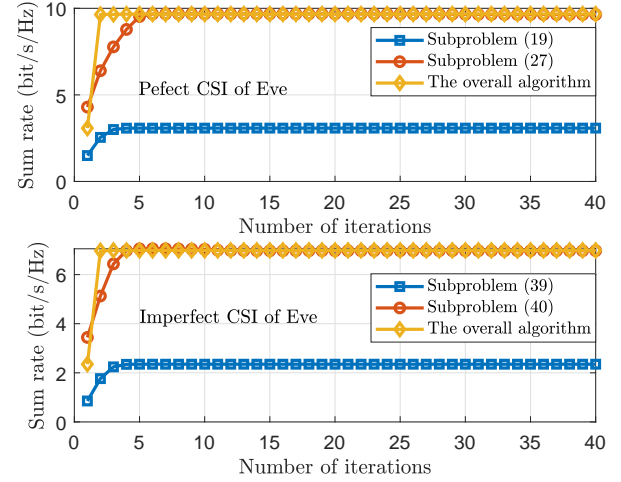 10
5
0
Sum rate (bit/s/Hz)
Subproblem (19)
Subproblem (27)
The overall algorithm
Pefect CSI of Eve
0 5 10 15 20 25 30 35 40
Number of iterations
6
4
2
0
Sum rate (bit/s/Hz)
Subproblem (39)
Subproblem (40)
The overall algorithm
Imperfect CSI of Eve
0 5 10 15 20 25 30 35 40
Number of iterations